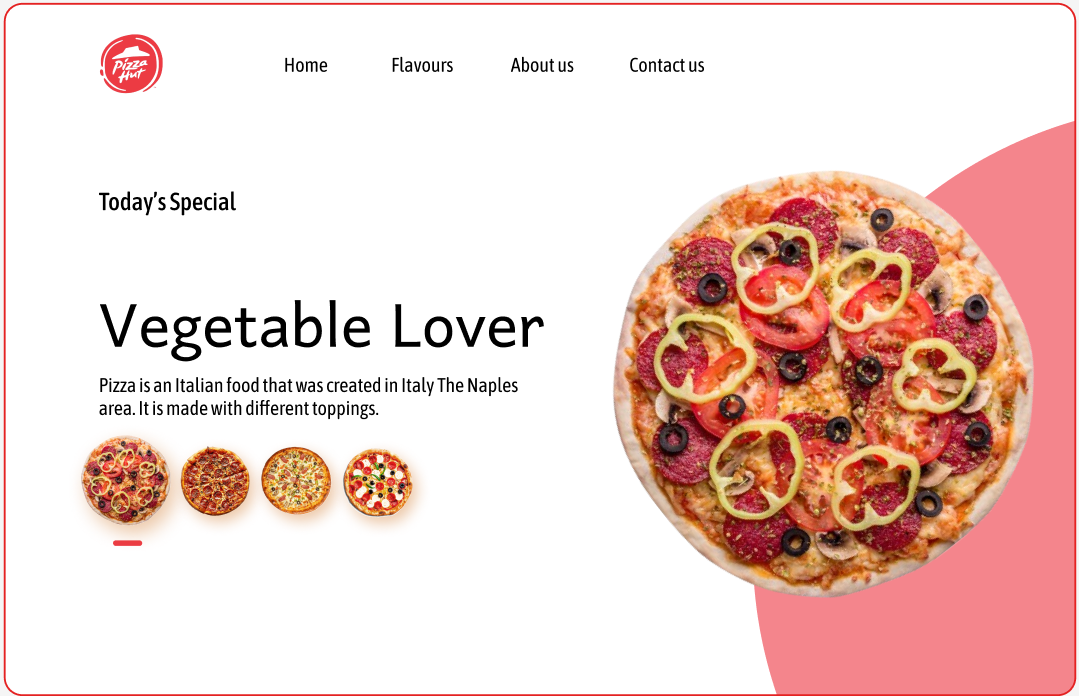 Pizza
Hut
Home
Flavours
About us
Contact us
Today's Special
Vegetable Lover
Pizza is an Italian food that was created in Italy The Naples
area. It is made with different toppings.